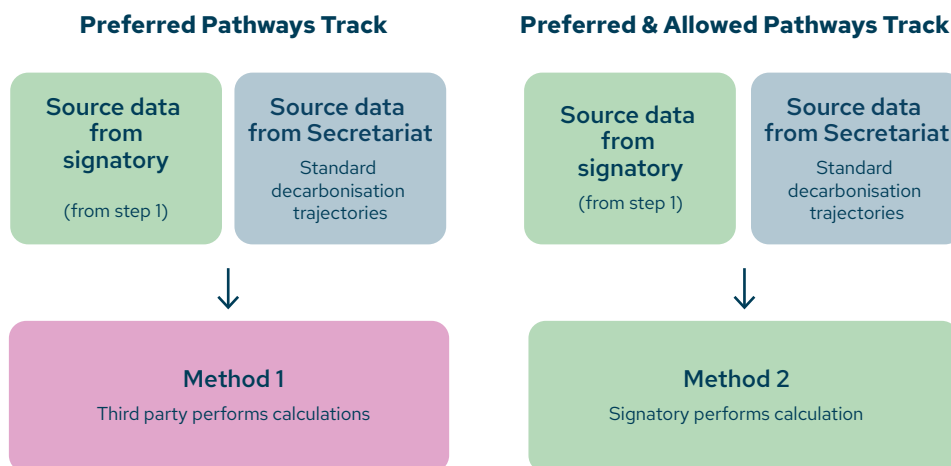 Preferred Pathways Track
Source data
from
signatory
(from step 1)
Source data
from Secretariat
Standard
decarbonisation
trajectories
Method 1
Third party performs calculations
Preferred & Allowed Pathways Track
Source data
from
signatory
(from step 1)
Source data
from Secretariat
Standard
decarbonisation
trajectories
Method 2
Signatory performs calculation